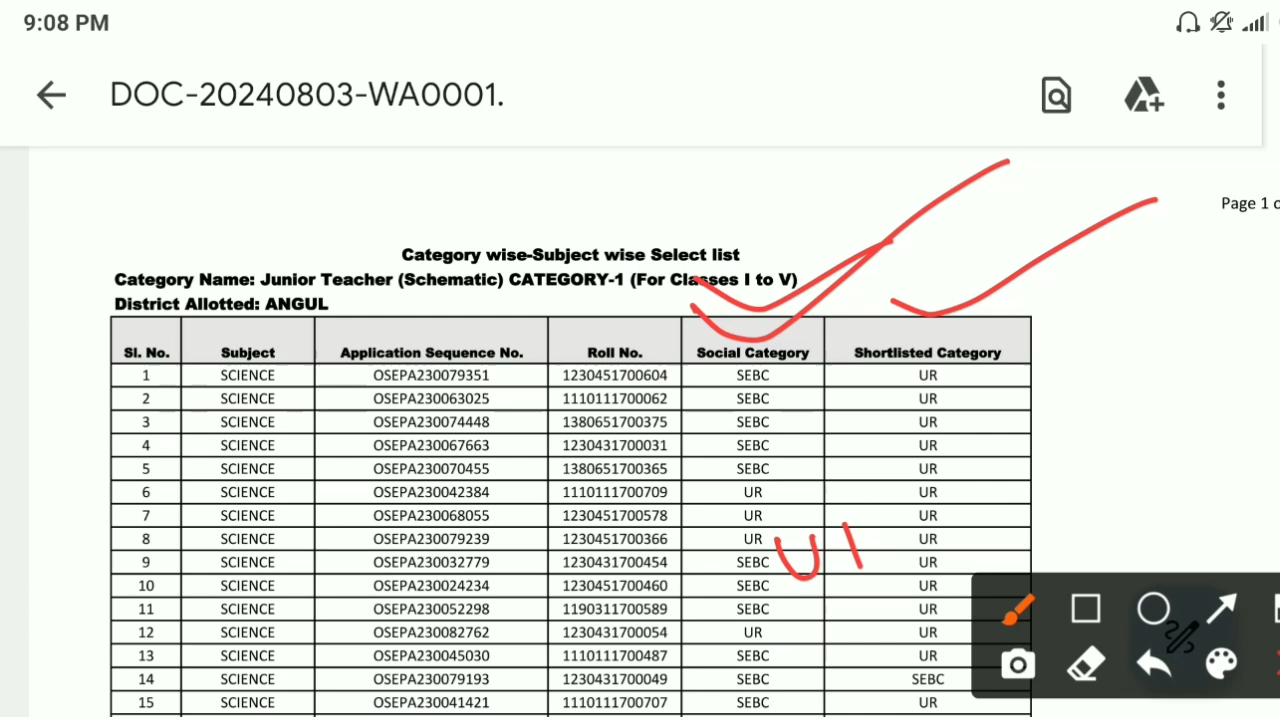 9:08 PM
DOC-20240803-WA0001.
Page 1 o
Category wise-Subject wise Select list
Category Name: Junior Teacher (Schematic) CATEGORY-1 (For Classes I to V)
District Allotted: ANGUL
Sl. No. Subject Application Sequence No. Roll No. Social Category Shortlisted Category
1 SCIENCE OSEPA230079351 1230451700604 SEBC UR
2 SCIENCE OSEPA230063025 1110111700062 SEBC UR
3 SCIENCE OSEPA230074448 1380651700375 SEBC UR
4 SCIENCE OSEPA230067663 1230431700031 SEBC UR
5 SCIENCE OSEPA230070455 1380651700365 SEBC UR
6 SCIENCE OSEPA230042384 1110111700709 UR UR
7 SCIENCE OSEPA230068055 1230451700578 UR UR
8 SCIENCE OSEPA230079239 1230451700366 UR UR
9 SCIENCE OSEPA230032779 1230431700454 SEBC UR
10 SCIENCE OSEPA230024234 1230451700460 SEBC UR
11 SCIENCE OSEPA230052298 1190311700589 SEBC UR
12 SCIENCE OSEPA230082762 1230431700054 UR UR
13 SCIENCE OSEPA230045030 1110111700487 SEBC UR
14 SCIENCE OSEPA230079193 1230431700049 SEBC SEBC
15 SCIENCE OSEPA230041421 1110111700707 SEBC UR